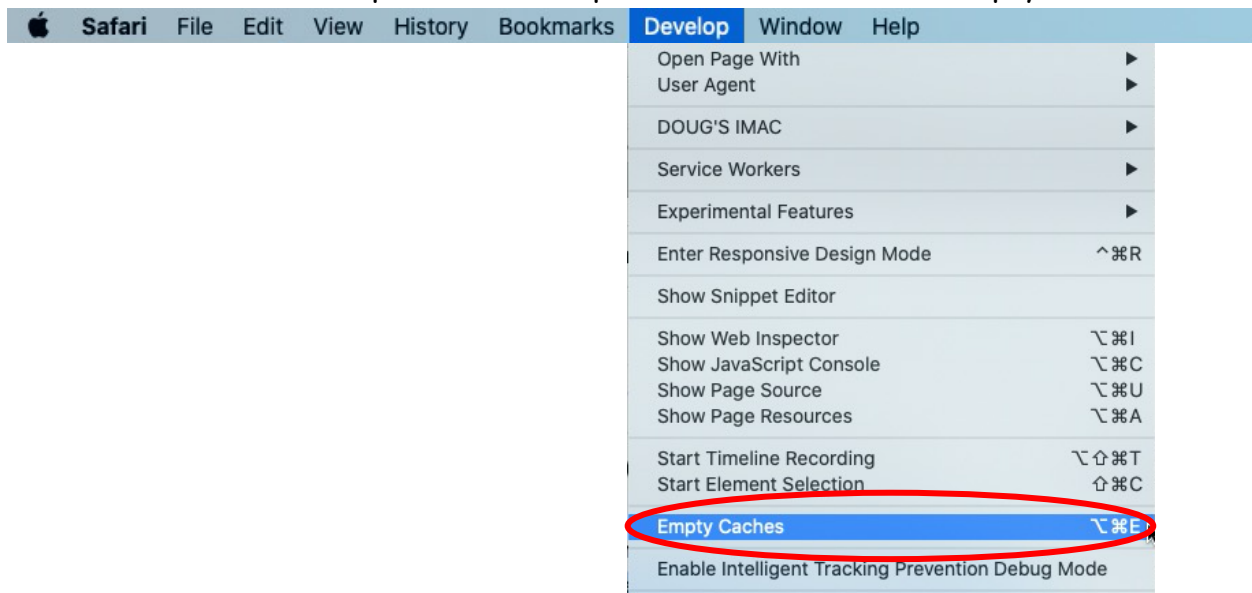 Safari File Edit View History Bookmarks Develop Window Help
Open Page With ▶
User Agent ▶
DOUG'S IMAC ▶
Service Workers ▶
Experimental Features ▶
Enter Responsive Design Mode ^⌘R
Show Snippet Editor
Show Web Inspector ⌥⌘I
Show JavaScript Console ⌥⌘C
Show Page Source ⌥⌘U
Show Page Resources ⌥⌘A
Start Timeline Recording ⌥⇧⌘T
Start Element Selection ⇧⌘C
Empty Caches ⌥⌘E
Enable Intelligent Tracking Prevention Debug Mode